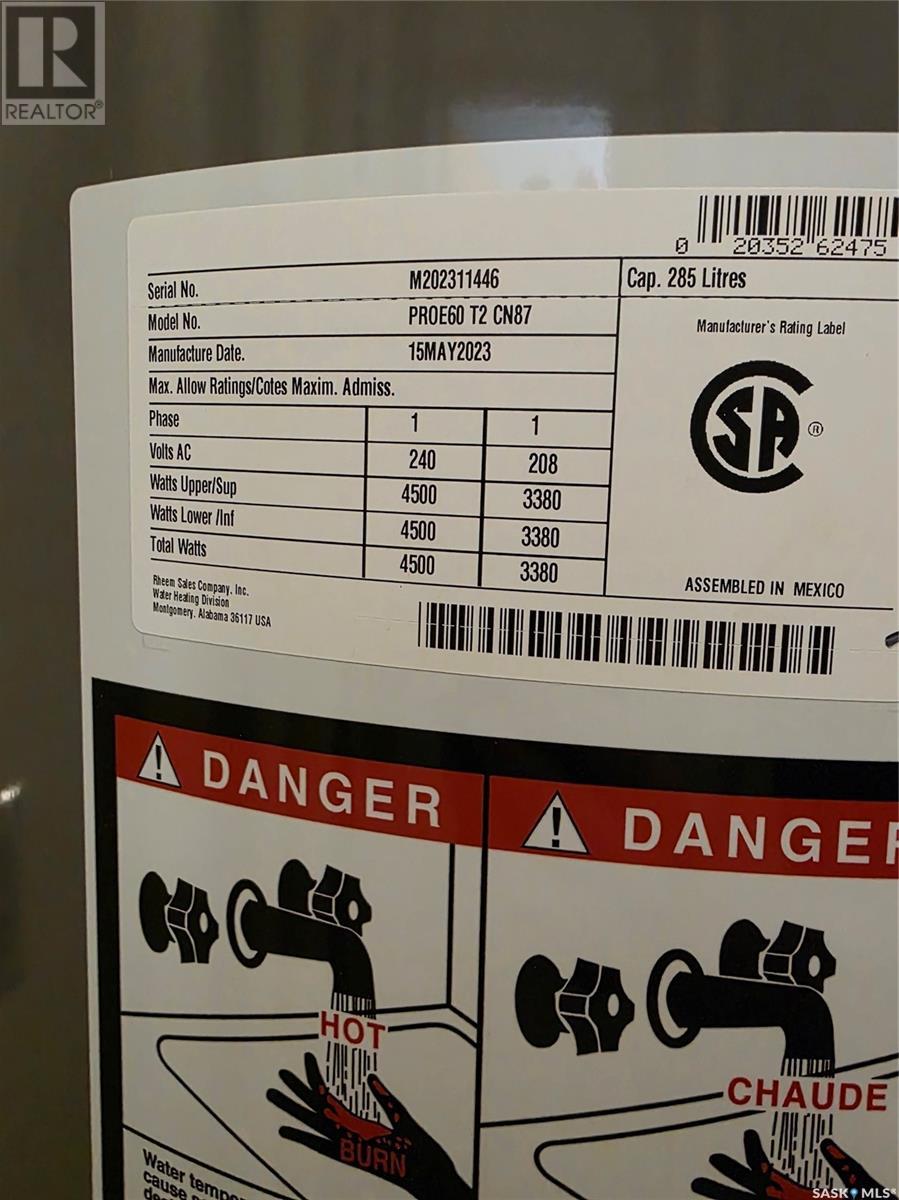 R
REALTOR®
0 20352 62475
Serial No. M202311446
Cap. 285 Litres
Model No. PROE60 T2 CN87
Manufacturer's Rating Label
Manufacture Date. 15MAY2023
Max. Allow Ratings/Cotes Maxim. Admiss.
Phase 1 1
Volts AC 240 208
Watts Upper/Sup 4500 3380
Watts Lower /Inf 4500 3380
Total Watts 4500 3380
SA ®
ASSEMBLED IN MEXICO
Rheem Sales Company, Inc.
Water Heating Division
Montgomery, Alabama 36117 USA
! DANGER
! DANGER
HOT
BURN
CHAUDE
Water
cause
SASK MLS®